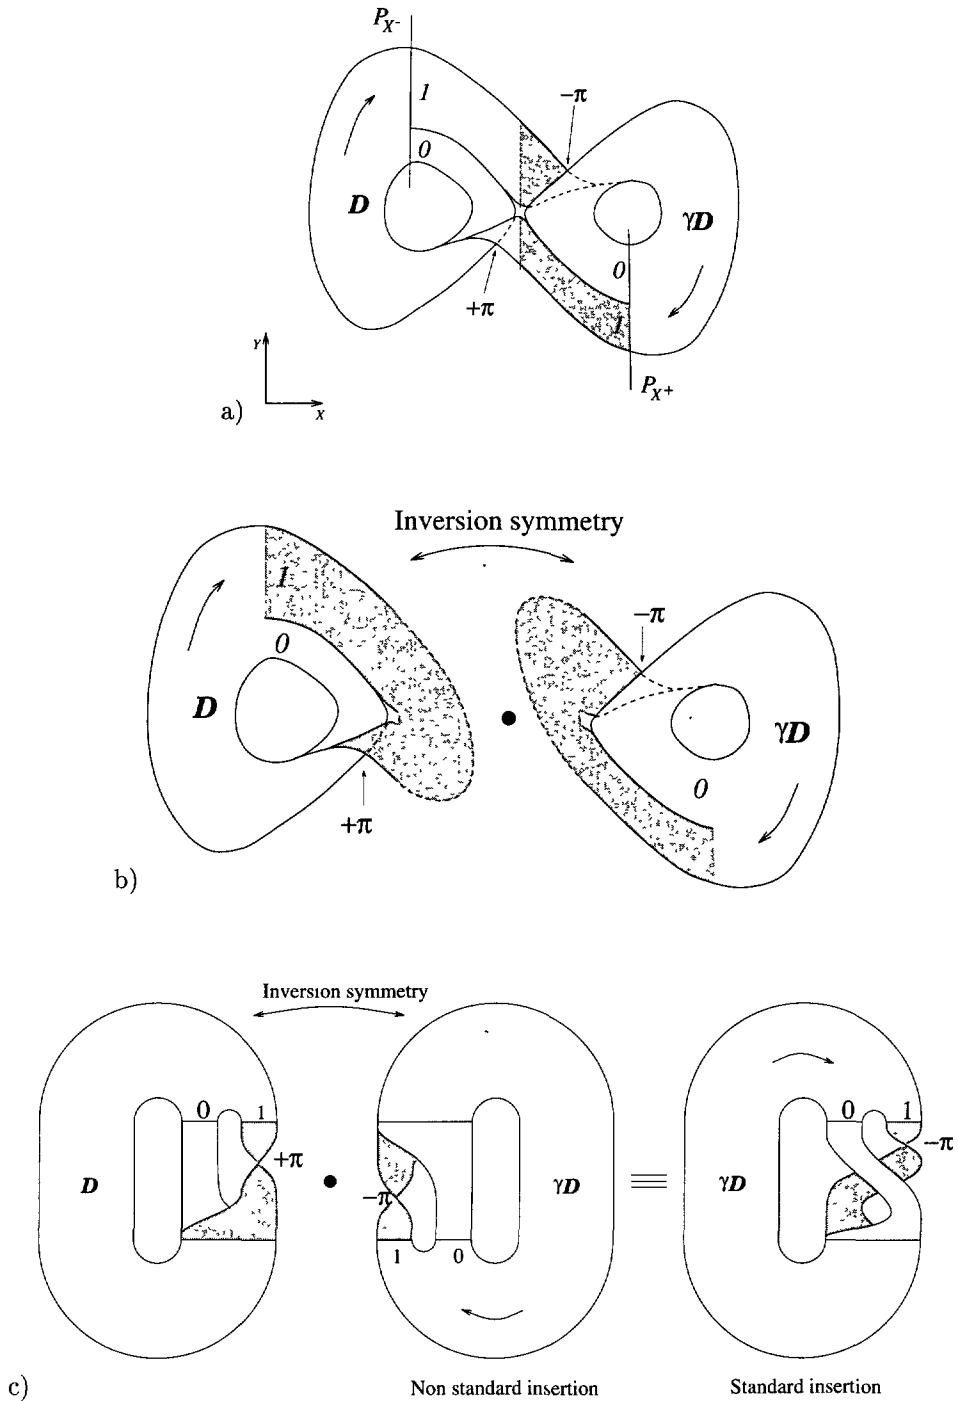 P_X-
1
−π
0
D
γD
0
+π
1
Y
X
P_X+
a)
Inversion symmetry
1
−π
0
D
γD
0
+π
b)
Inversion symmetry
0 1
0 1
+π
−π
D
−π
γD
γD
1 0
c)
Non standard insertion
Standard insertion